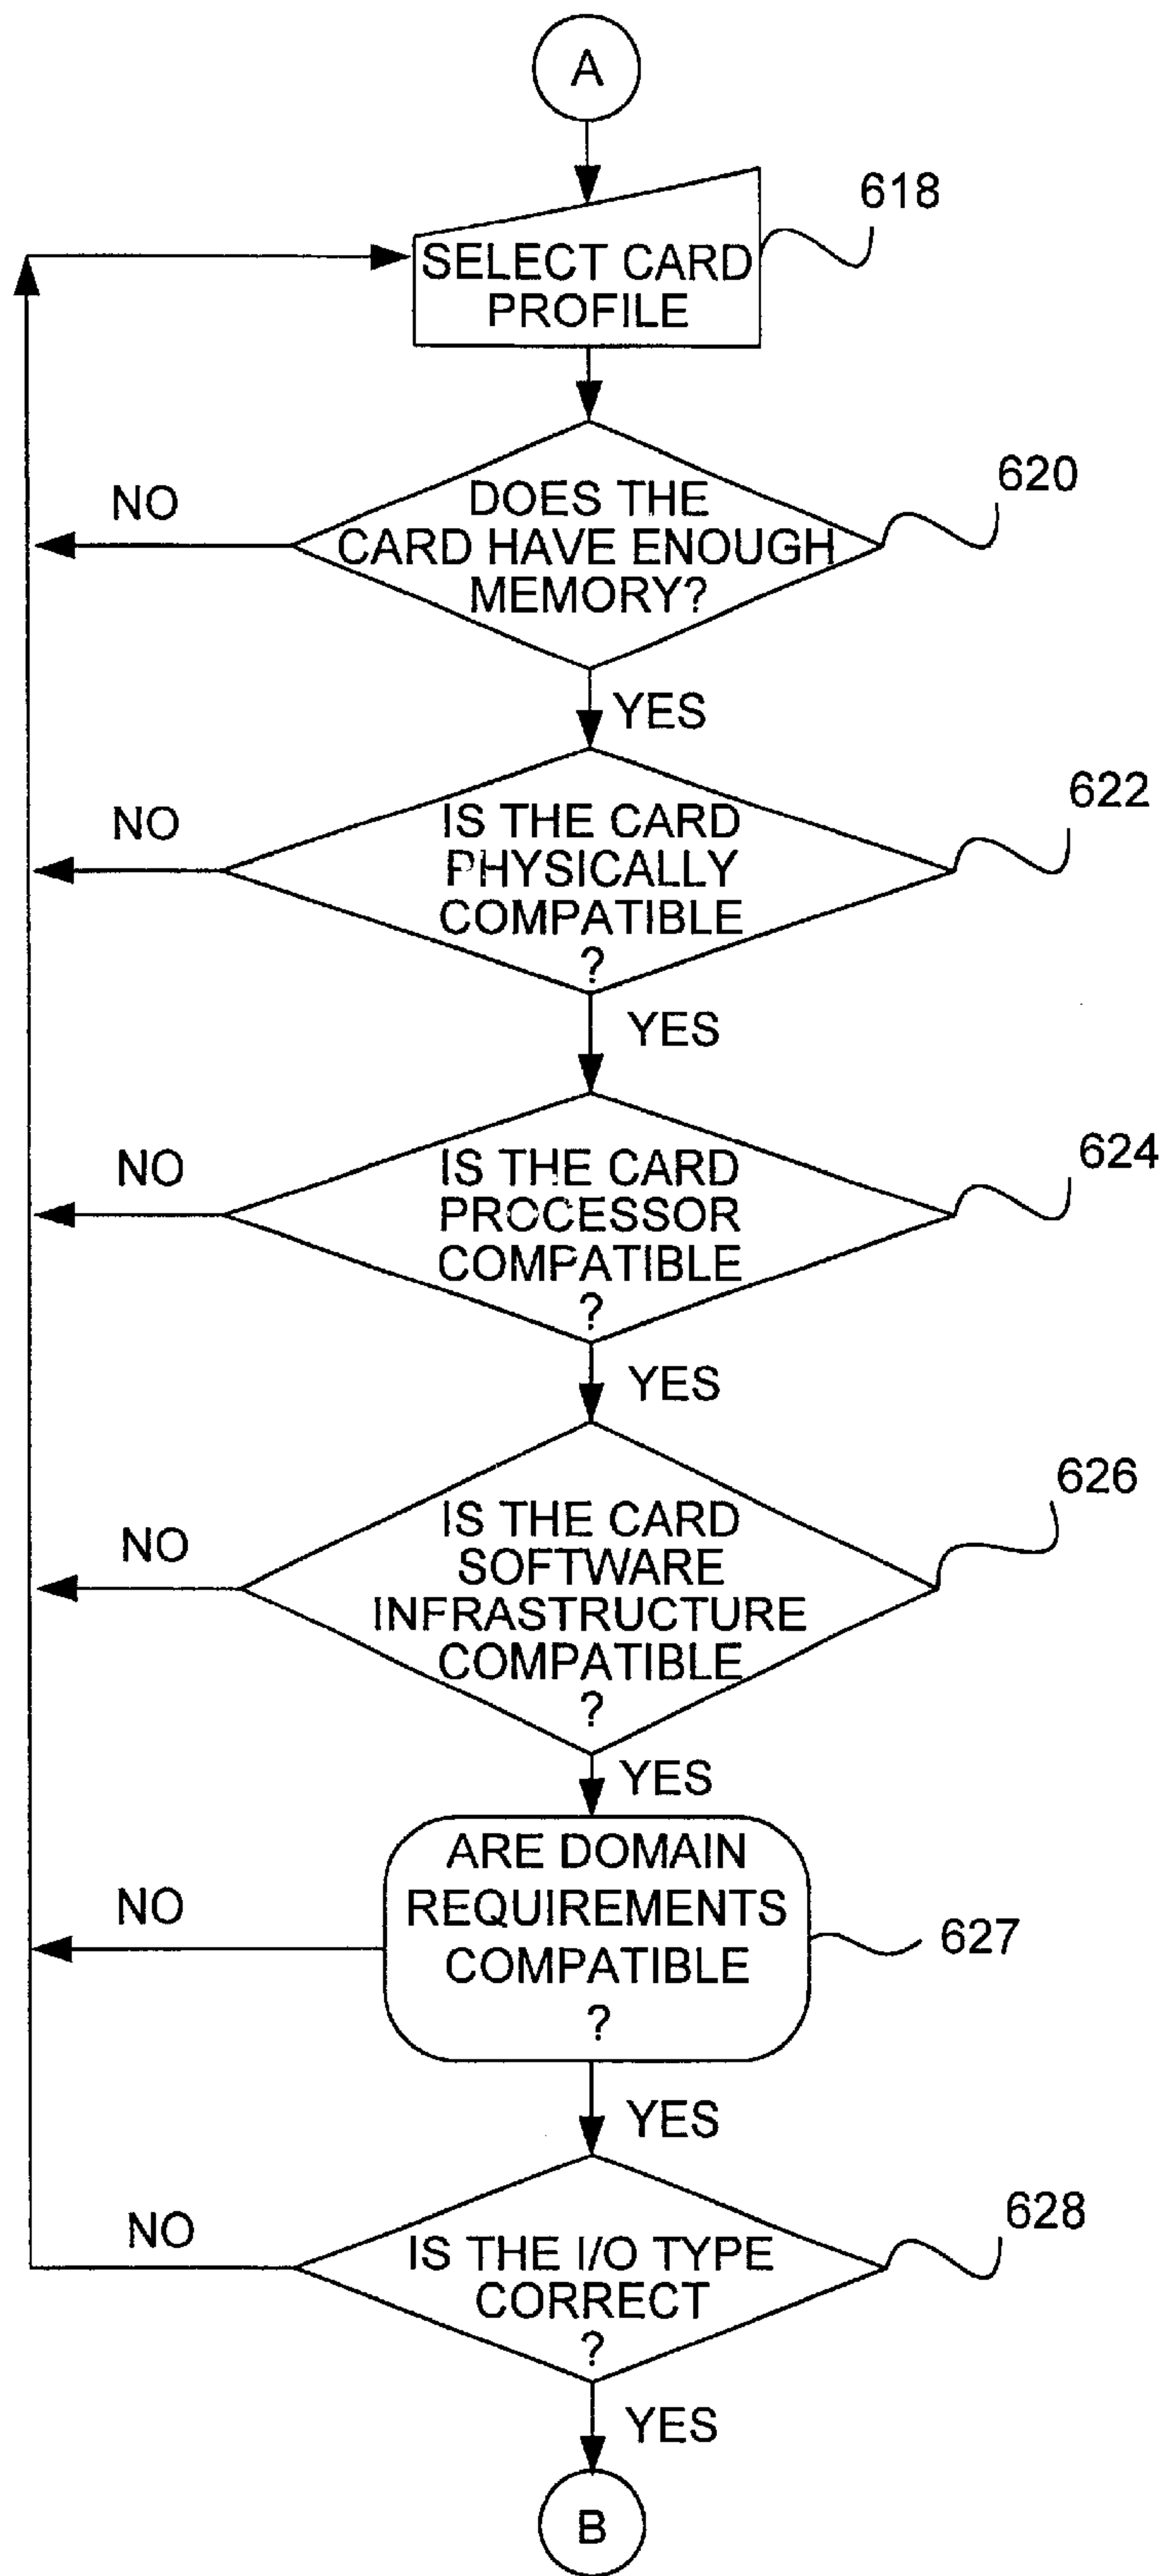 A
618
SELECT CARD
PROFILE
620
NO
DOES THE
CARD HAVE ENOUGH
MEMORY?
YES
622
NO
IS THE CARD
PHYSICALLY
COMPATIBLE
?
YES
624
NO
IS THE CARD
PROCESSOR
COMPATIBLE
?
YES
626
NO
IS THE CARD
SOFTWARE
INFRASTRUCTURE
COMPATIBLE
?
YES
NO
ARE DOMAIN
REQUIREMENTS
COMPATIBLE
?
627
YES
628
NO
IS THE I/O TYPE
CORRECT
?
YES
B